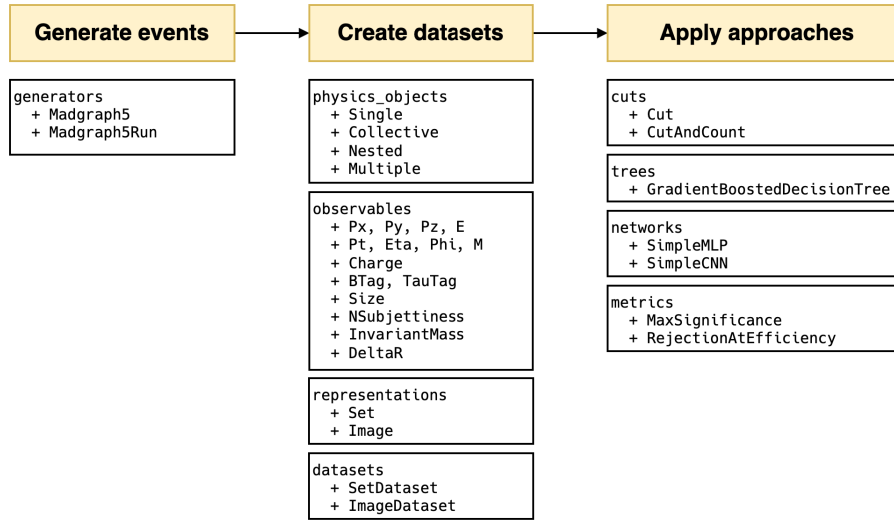 Generate events
generators
+ Madgraph5
+ Madgraph5Run
Create datasets
physics_objects
+ Single
+ Collective
+ Nested
+ Multiple
observables
+ Px, Py, Pz, E
+ Pt, Eta, Phi, M
+ Charge
+ BTag, TauTag
+ Size
+ NSubjettiness
+ InvariantMass
+ DeltaR
representations
+ Set
+ Image
datasets
+ SetDataset
+ ImageDataset
Apply approaches
cuts
+ Cut
+ CutAndCount
trees
+ GradientBoostedDecisionTree
networks
+ SimpleMLP
+ SimpleCNN
metrics
+ MaxSignificance
+ RejectionAtEfficiency